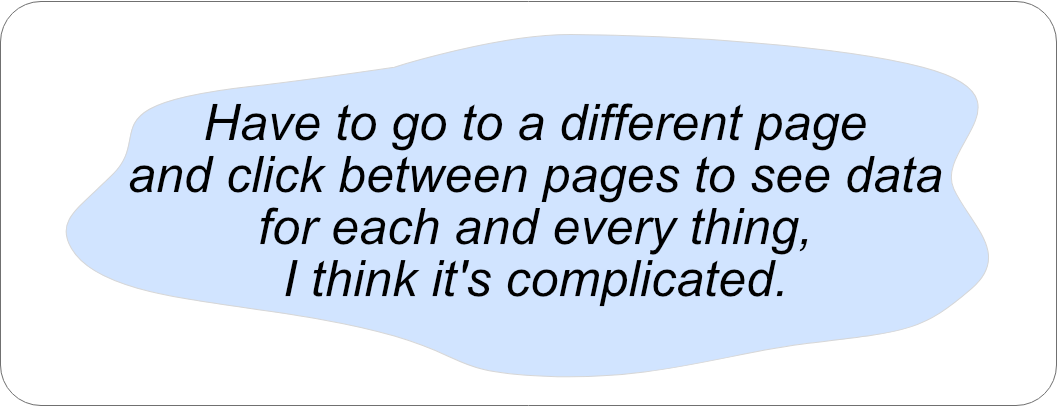 Have to go to a different page
and click between pages to see data
for each and every thing,
I think it's complicated.